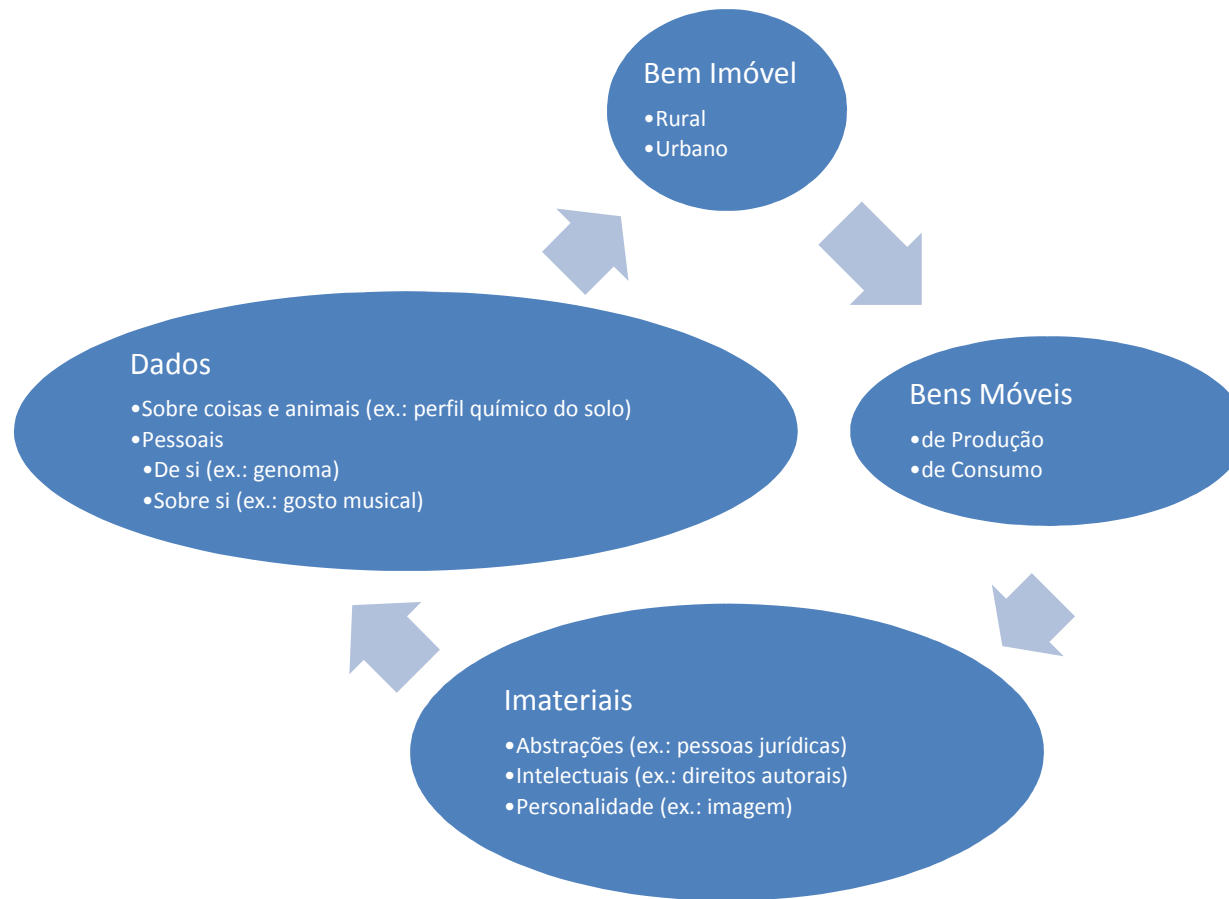 Bem Imóvel
•Rural
•Urbano
Dados
•Sobre coisas e animais (ex.: perfil químico do solo)
•Pessoais
•De si (ex.: genoma)
•Sobre si (ex.: gosto musical)
Bens Móveis
•de Produção
•de Consumo
Imateriais
•Abstrações (ex.: pessoas jurídicas)
•Intelectuais (ex.: direitos autorais)
•Personalidade (ex.: imagem)